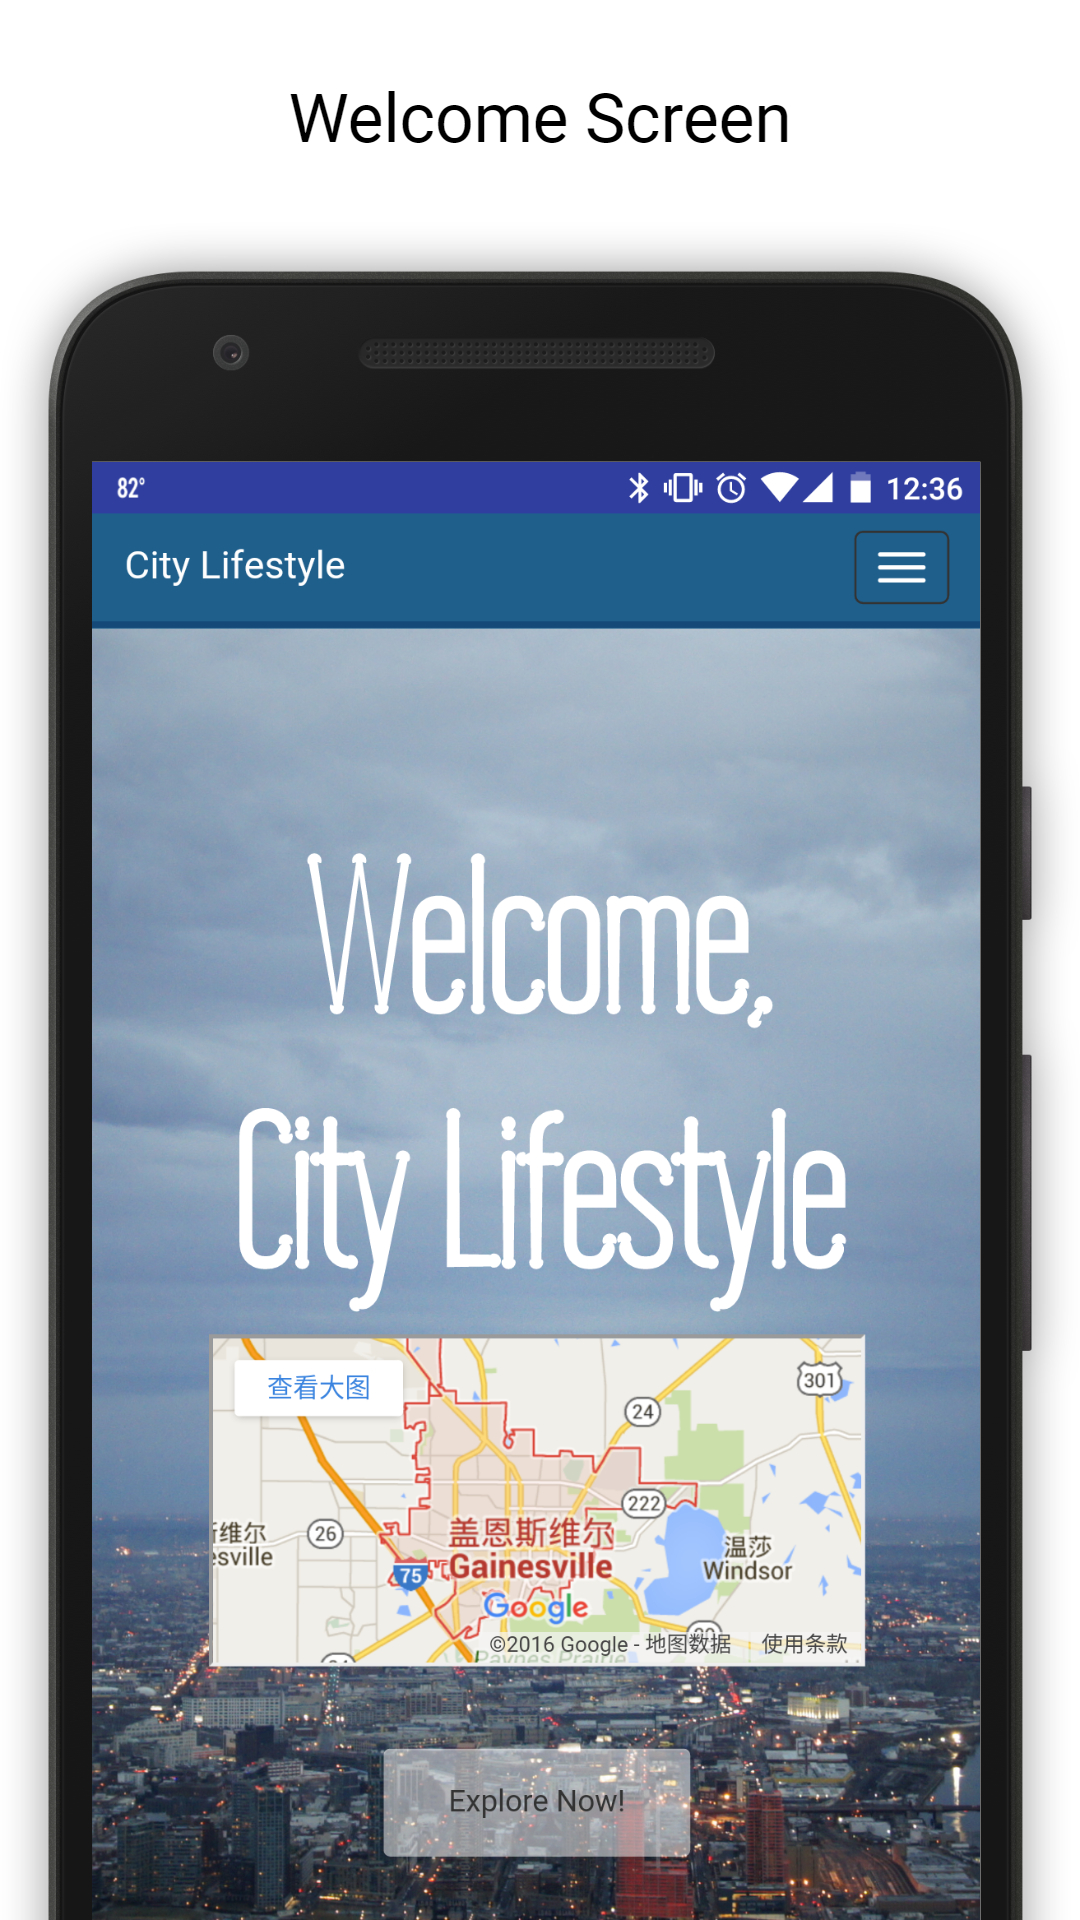 Welcome Screen
82°
12:36
City Lifestyle
Welcome,
City Lifestyle
查看大图
301
24
222
26
盖恩斯维尔
Gainesville
维尔
esville
温莎
Windsor
75
Google
©2016 Google - 地图数据
使用条款
Paynes Prairie
Explore Now!